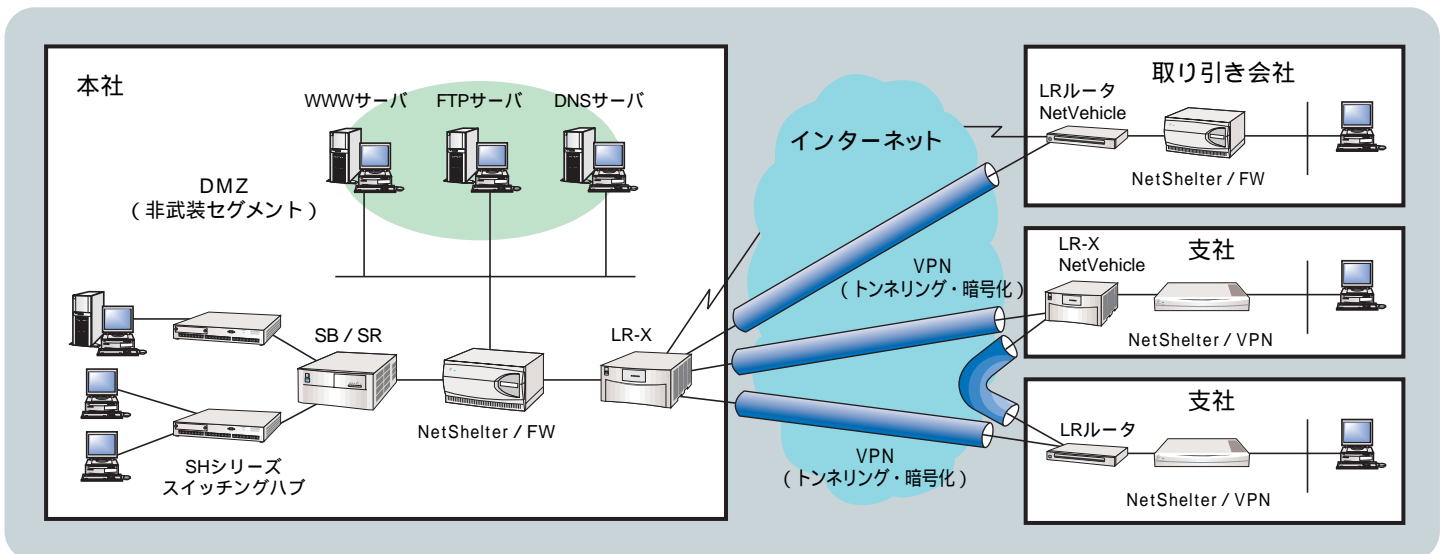 本社
WWWサーバ
FTPサーバ
DNSサーバ
DMZ
（非武装セグメント）
SB / SR
NetShelter / FW
LR-X
SHシリーズ
スイッチングハブ
インターネット
VPN
（トンネリング・暗号化）
VPN
（トンネリング・暗号化）
取り引き会社
LRルータ
NetVehicle
NetShelter / FW
支社
LR-X
NetVehicle
NetShelter / VPN
支社
LRルータ
NetShelter / VPN